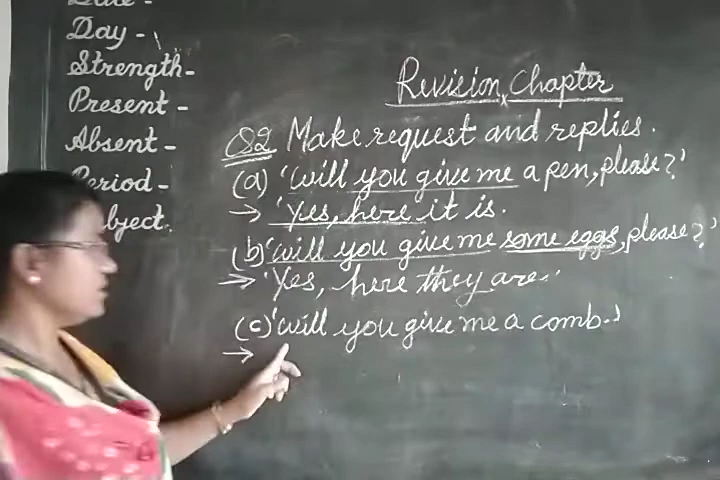 Date -
Day -
Strength-
Present -
Absent -
Period -
bject.
Revision Chapter
Q2 Make request and replies.
(a) 'will you give me a pen, please?'
→ 'Yes, here it is.
(b) 'will you give me some eggs, please?'
→ 'Yes, here they are.'
(c) 'will you give me a comb.
→